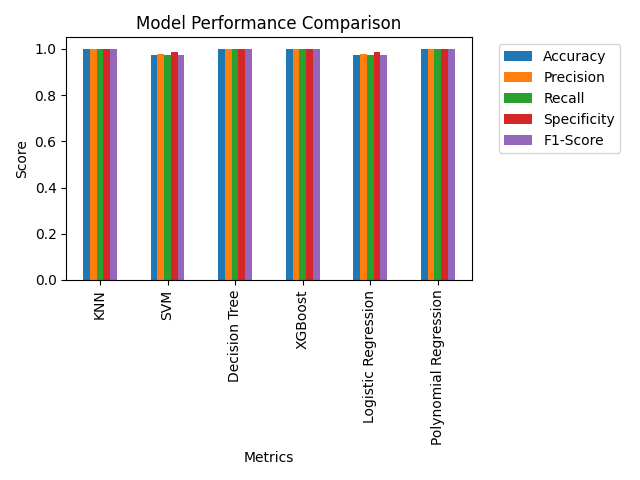 Model Performance Comparison
Score
1.0
0.8
0.6
0.4
0.2
0.0
KNN
SVM
Decision Tree
XGBoost
Logistic Regression
Polynomial Regression
Metrics
Accuracy
Precision
Recall
Specificity
F1-Score